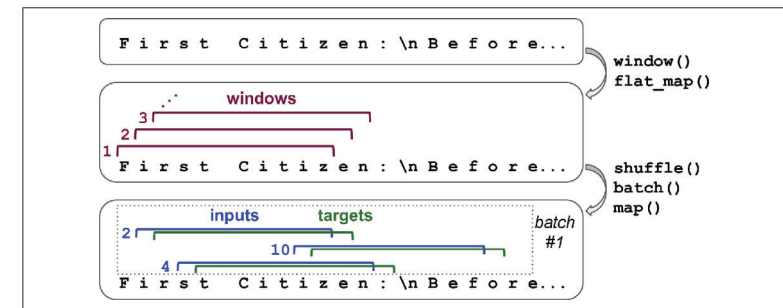 First Citizen:\nBefore...
window()
flat_map()
windows
3
2
1
First Citizen:\nBefore...
shuffle()
batch()
map()
inputs targets
batch
#1
2
10
4
First Citizen:\nBefore...